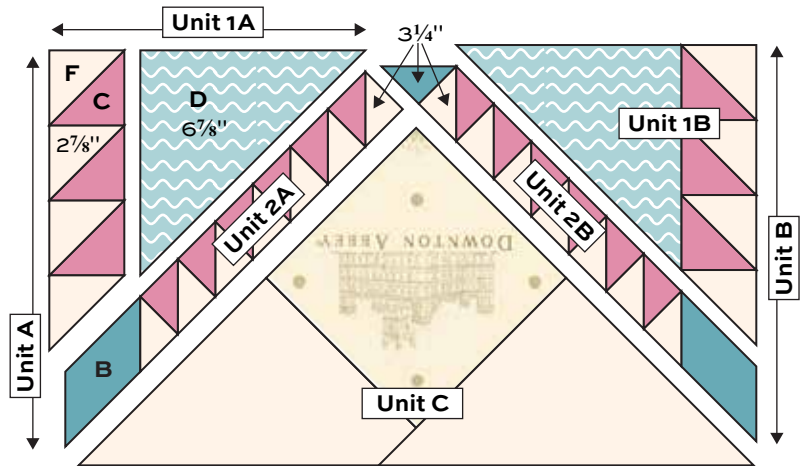 Unit 1A
3¼"
F
C
D
6⅞"
2⅞"
Unit 1B
Unit 2A
Unit 2B
DOWNTON ABBEY
Unit A
Unit B
B
Unit C